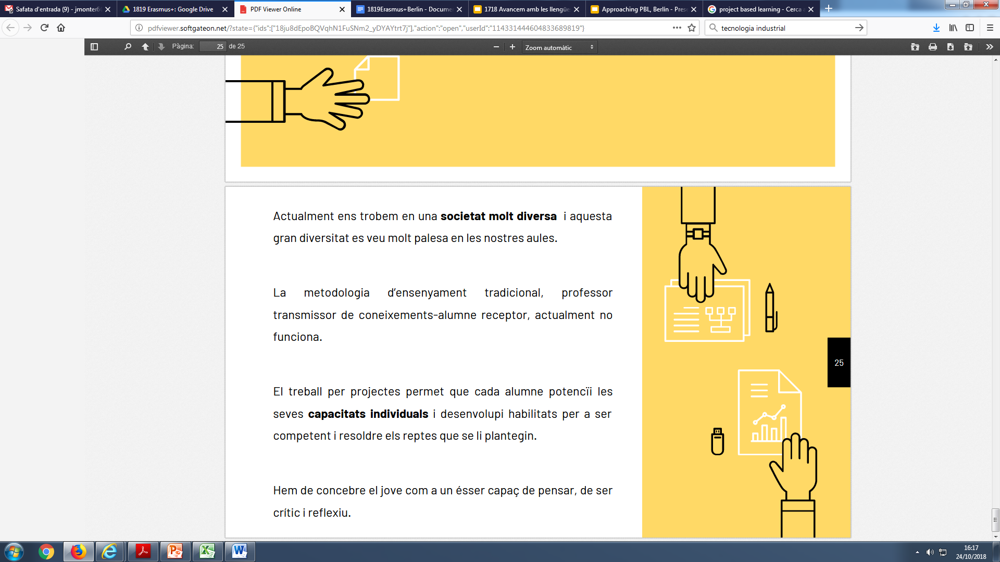 Safata d'entrada (9) - jmonter6
1819 Erasmus+: Google Drive
PDF Viewer Online
1819Erasmus+Berlin - Docume
1718 Avancem amb les llengüe
Approaching PBL, Berlín - Pres
project based learning - Cerca a
pdfviewer.softgateon.net/?state={"ids":["18ju8dEpoBQVqhN1FuSNm2_yDYAYtrt7j"],"action":"open","userId":"114331444604833689819"}
tecnologia industrial
Pàgina: 25 de 25
Zoom automàtic
Actualment ens trobem en una societat molt diversa i aquesta
gran diversitat es veu molt palesa en les nostres aules.
La metodologia d’ensenyament tradicional, professor
transmissor de coneixements-alumne receptor, actualment no
funciona.
El treball per projectes permet que cada alumne potencïi les
seves capacitats individuals i desenvolupi habilitats per a ser
competent i resoldre els reptes que se li plantegin.
Hem de concebre el jove com a un ésser capaç de pensar, de ser
crític i reflexiu.
25
16:17
24/10/2018